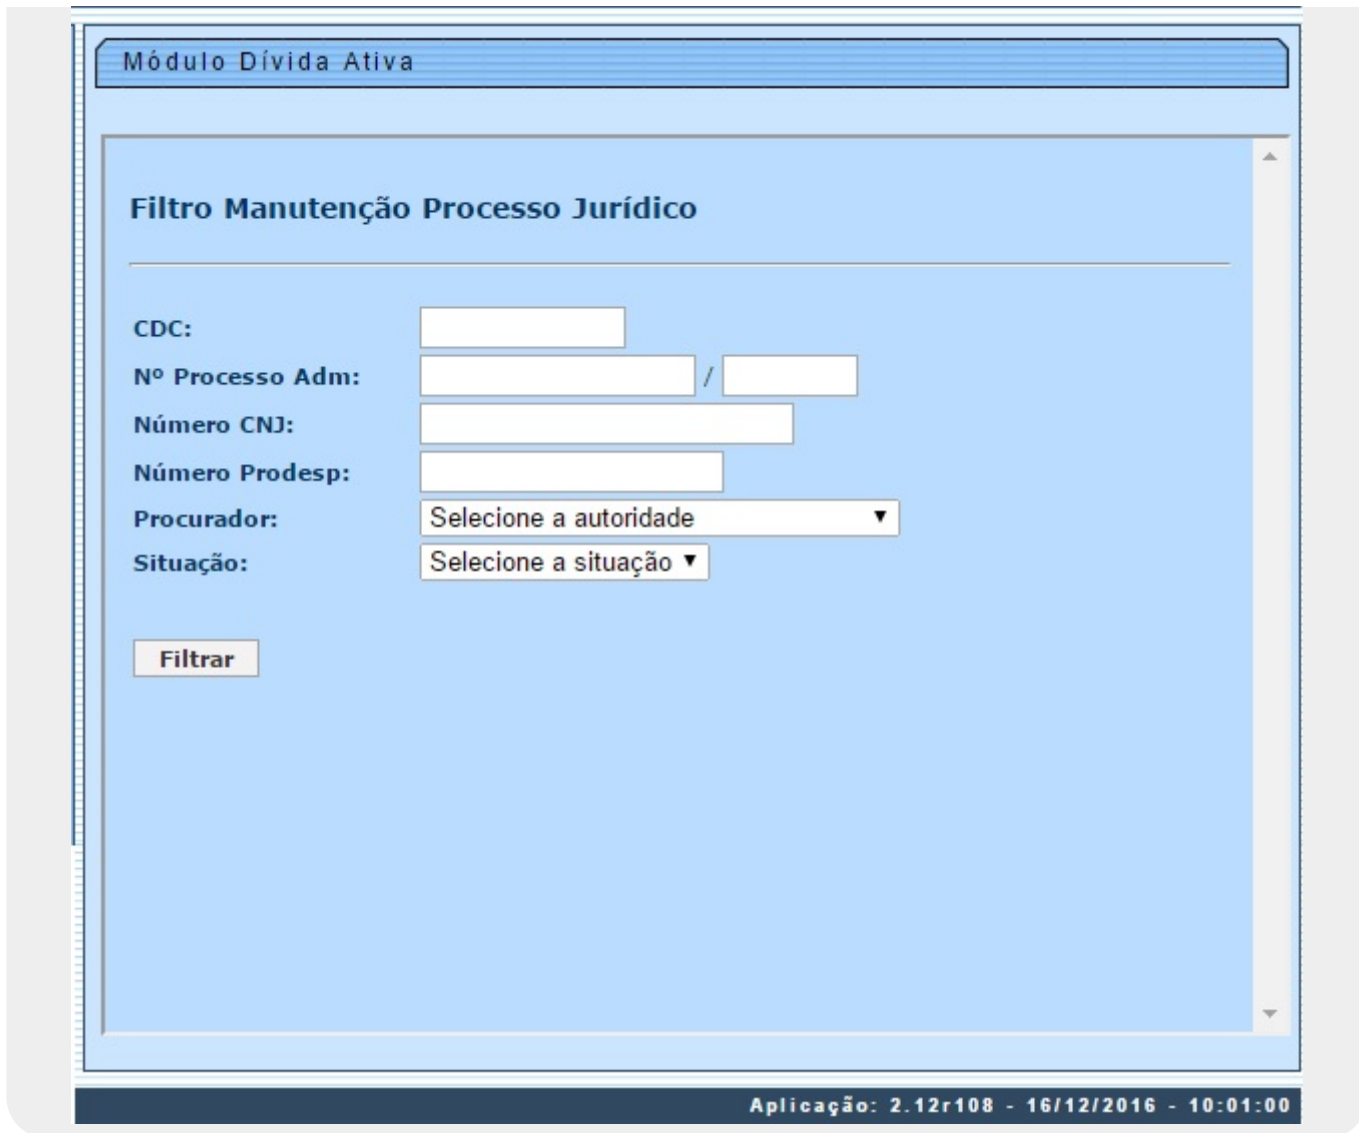 Módulo Dívida Ativa
Filtro Manutenção Processo Jurídico
CDC:
Nº Processo Adm: /
Número CNJ:
Número Prodesp:
Procurador: Selecione a autoridade
Situação: Selecione a situação
Filtrar
Aplicação: 2.12r108 - 16/12/2016 - 10:01:00